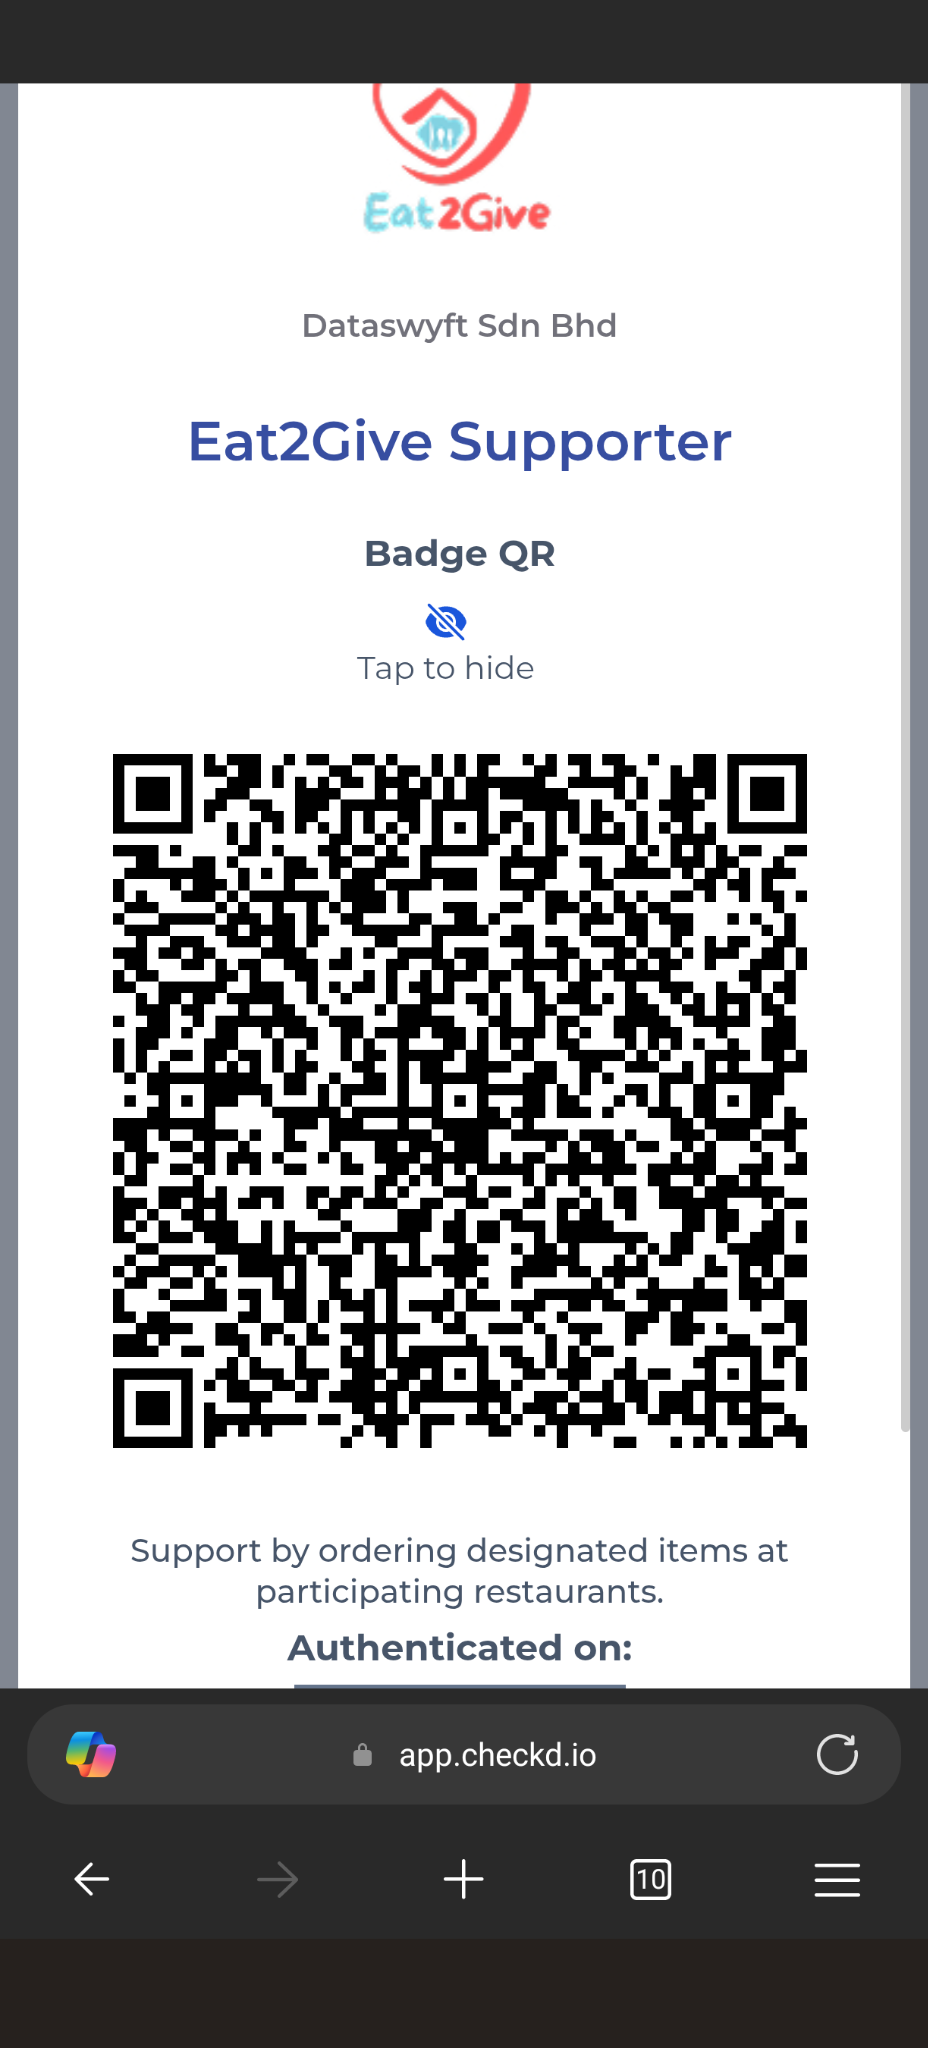 Eat2Give
Dataswyft Sdn Bhd
Eat2Give Supporter
Badge QR
Tap to hide
Support by ordering designated items at
participating restaurants.
Authenticated on:
app.checkd.io
10